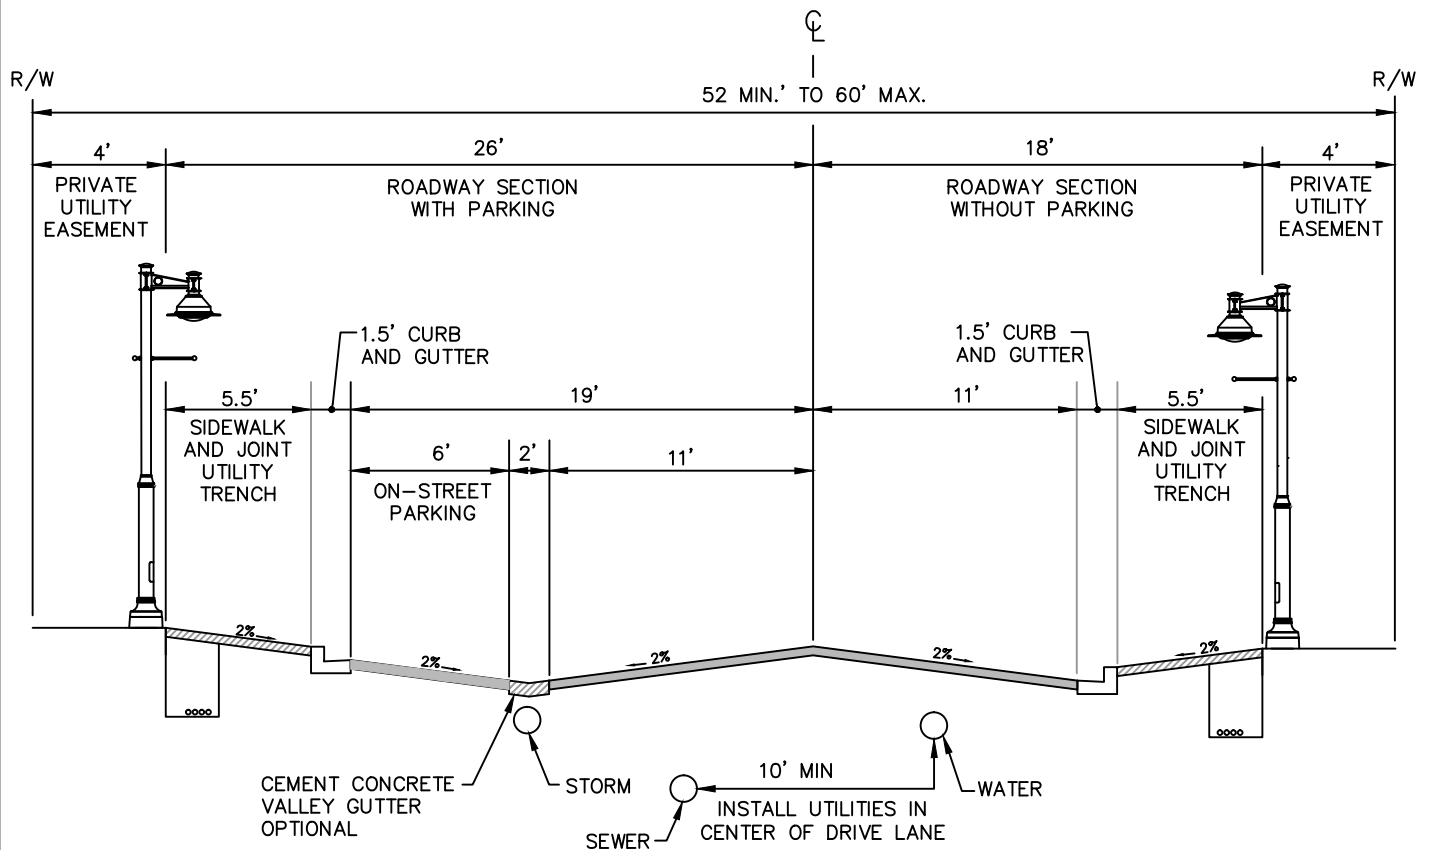 ℄
R/W
R/W
52 MIN.' TO 60' MAX.
4'
26'
18'
4'
PRIVATE
UTILITY
EASEMENT
ROADWAY SECTION
WITH PARKING
ROADWAY SECTION
WITHOUT PARKING
PRIVATE
UTILITY
EASEMENT
1.5' CURB
AND GUTTER
1.5' CURB
AND GUTTER
5.5'
19'
11'
5.5'
SIDEWALK
AND JOINT
UTILITY
TRENCH
SIDEWALK
AND JOINT
UTILITY
TRENCH
6'
2'
11'
ON-STREET
PARKING
2%
2%
2%
2%
2%
CEMENT CONCRETE
VALLEY GUTTER
OPTIONAL
STORM
SEWER
10' MIN
INSTALL UTILITIES IN
CENTER OF DRIVE LANE
WATER